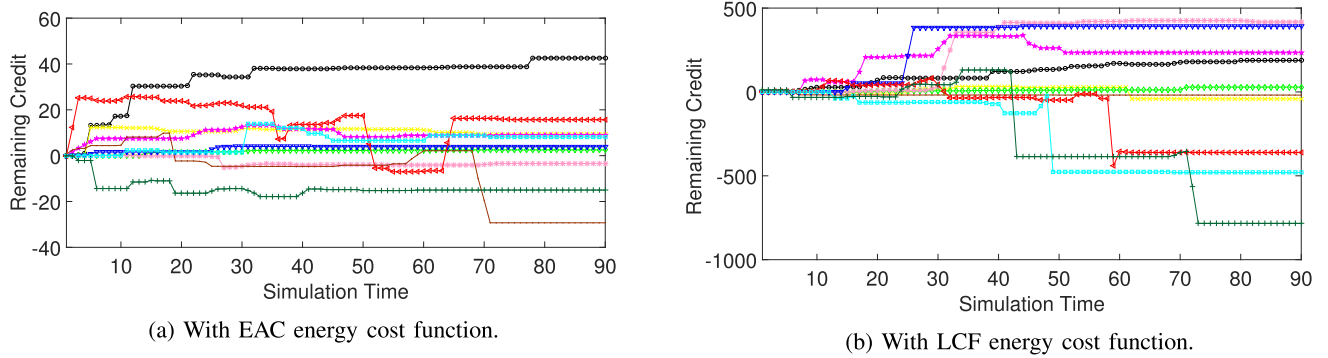 60
40
20
0
-20
-40
Remaining Credit
10 20 30 40 50 60 70 80 90
Simulation Time
(a) With EAC energy cost function.
500
0
-500
-1000
Remaining Credit
10 20 30 40 50 60 70 80 90
Simulation Time
(b) With LCF energy cost function.